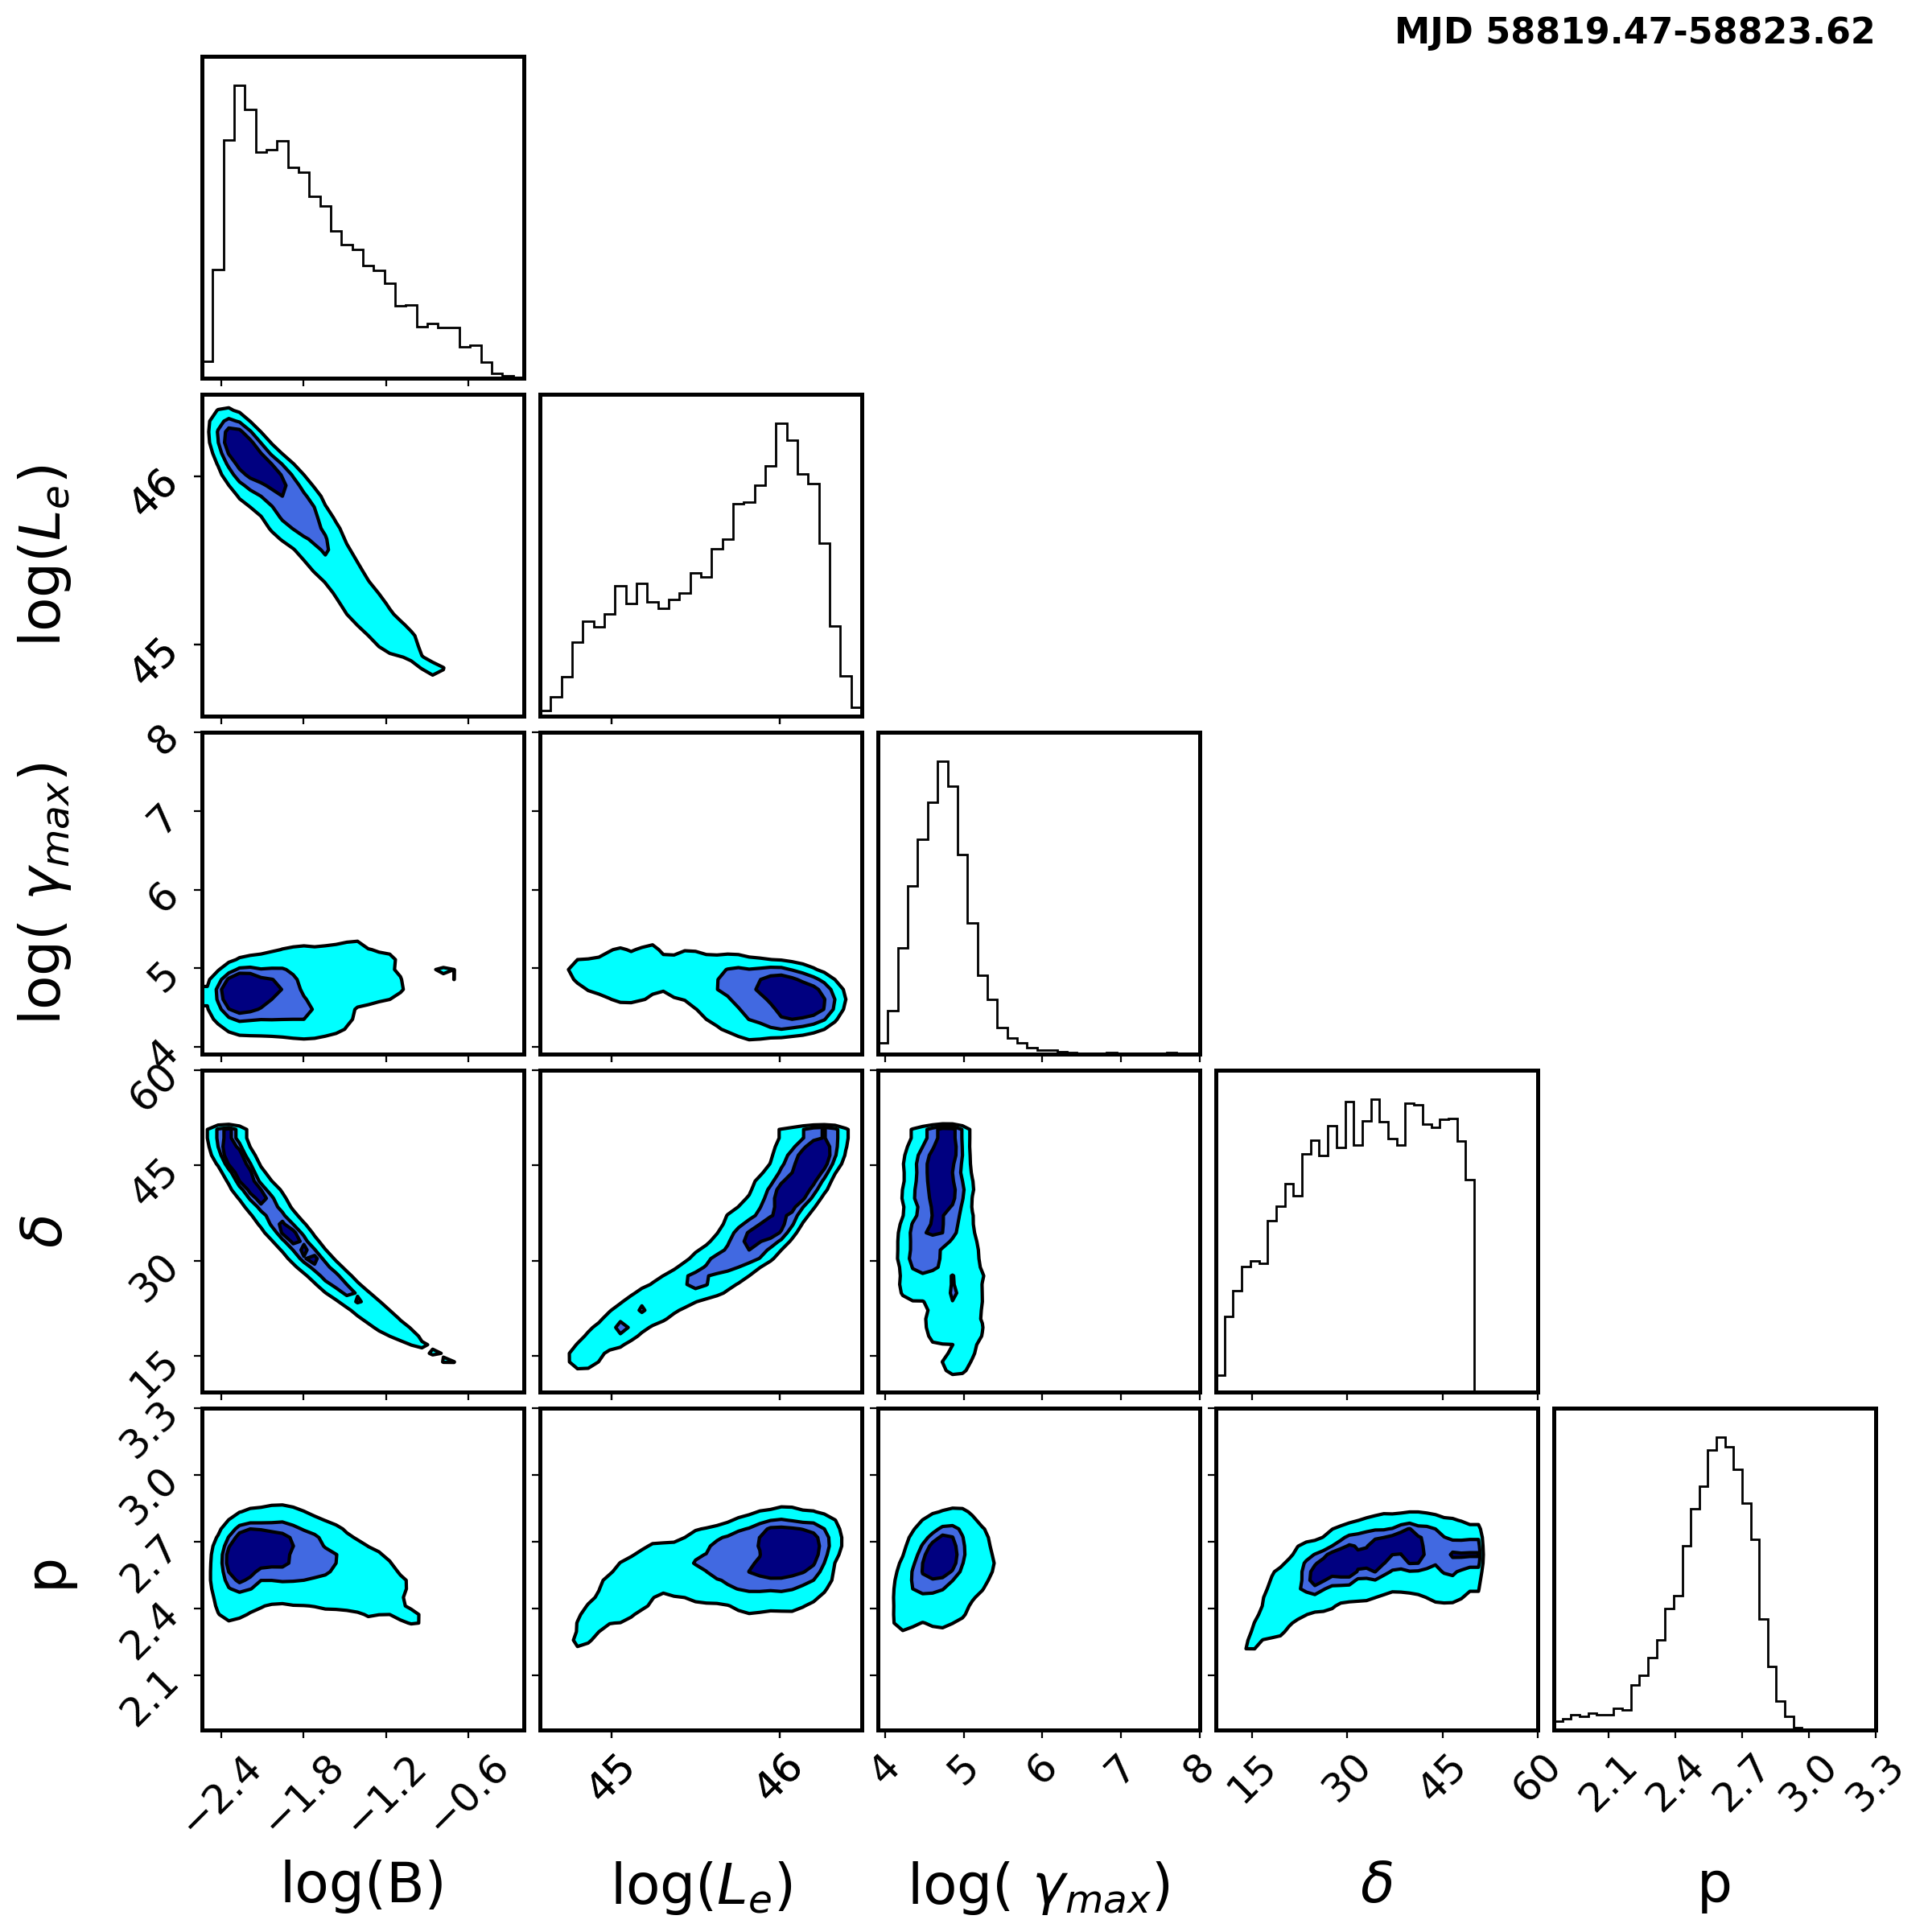 MJD 58819.47-58823.62
log(Lₑ)
46
45
log( γ_max)
8
7
6
5
4
δ
60
45
30
15
p
3.3
3.0
2.7
2.4
2.1
−2.4 −1.8 −1.2 −0.6 45 46 4 5 6 7 8 15 30 45 60 2.1 2.4 2.7 3.0 3.3
log(B) log(Lₑ) log( γ_max) δ p